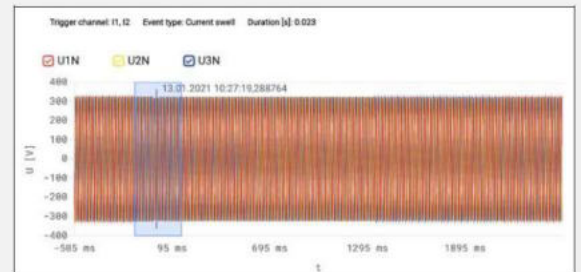 Trigger channel: I1, I2 Event type: Current swell Duration [s]: 0.023
U1N U2N U3N
13.01.2021 10:27:19,288764
400
300
200
100
0
-100
-200
-300
-400
U [V]
-505 ms 95 ms 695 ms 1295 ms 1895 ms
t